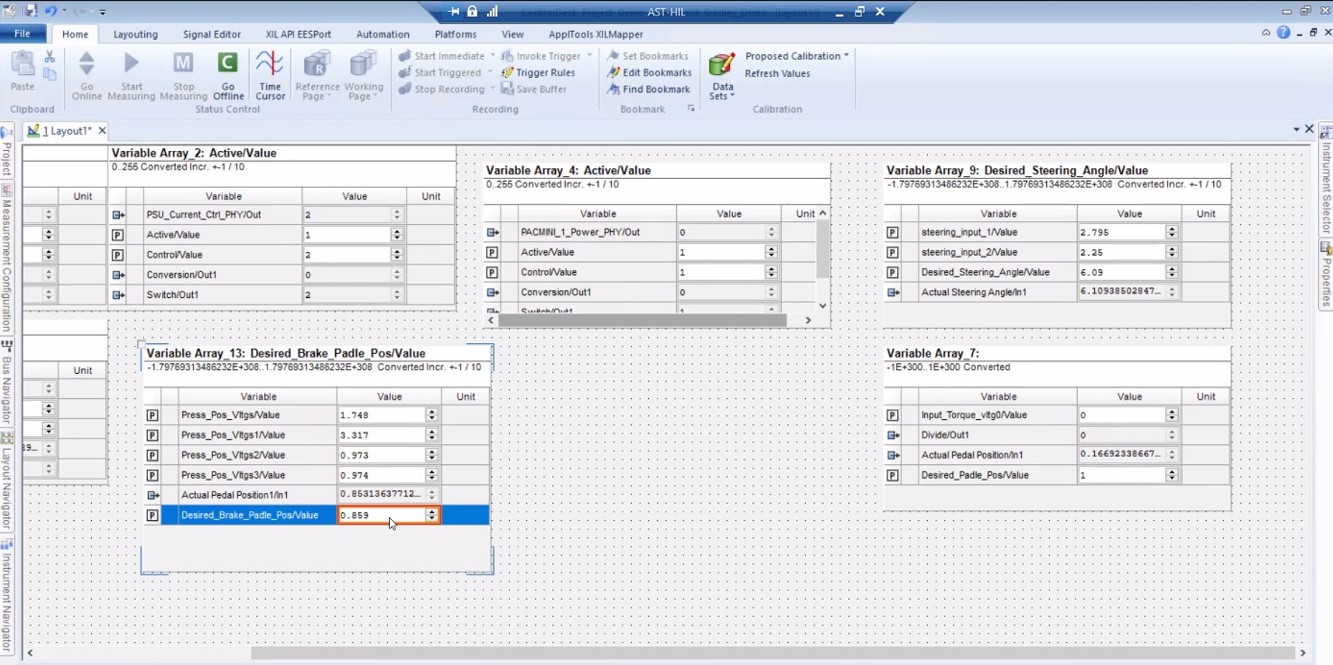 AST-HIL
File Home Layouting Signal Editor XIL API EESPort Automation Platforms View ApplTools XILMapper
Paste
Clipboard
Go Online
Start Measuring
Stop Measuring
Go Offline
Status Control
Time Cursor
Reference Page
Working Page
Start Immediate
Start Triggered
Stop Recording
Invoke Trigger
Trigger Rules
Save Buffer
Recording
Set Bookmarks
Edit Bookmarks
Find Bookmark
Bookmark
Data Sets
Proposed Calibration
Refresh Values
Calibration
1 Layout1*
Project
Measurement Configuration
Bus Navigator
Layout Navigator
Instrument Navigator
Instrument Selector
Properties
Unit
Unit
Variable Array_2: Active/Value
0..255 Converted Incr. +-1 / 10
Variable Value Unit
PSU_Current_Ctrl_PHY/Out 2
P Active/Value 1
P Control/Value 2
Conversion/Out1 0
Switch/Out1 2
Variable Array_4: Active/Value
0..255 Converted Incr. +-1 / 10
Variable Value Unit
PACMINI_1_Power_PHY/Out 0
P Active/Value 1
P Control/Value 1
Conversion/Out1 0
Switch/Out1 1
Variable Array_9: Desired_Steering_Angle/Value
-1.79769313486232E+308..1.79769313486232E+308 Converted Incr. +-1 / 10
Variable Value Unit
P steering_input_1/Value 2.795
P steering_input_2/Value 2.25
P Desired_Steering_Angle/Value 6.09
Actual Steering Angle/In1 6.10938502847...
Variable Array_13: Desired_Brake_Padle_Pos/Value
-1.79769313486232E+308..1.79769313486232E+308 Converted Incr. +-1 / 10
Variable Value Unit
P Press_Pos_Vltgs/Value 1.748
P Press_Pos_Vltgs1/Value 3.317
P Press_Pos_Vltgs2/Value 0.973
P Press_Pos_Vltgs3/Value 0.974
Actual Pedal Position1/In1 0.85313637712...
P Desired_Brake_Padle_Pos/Value 0.859
Variable Array_7:
-1E+300..1E+300 Converted
Variable Value Unit
P Input_Torque_vltg0/Value 0
Divide/Out1 0
Actual Pedal Position/In1 0.16692338667...
P Desired_Padle_Pos/Value 1